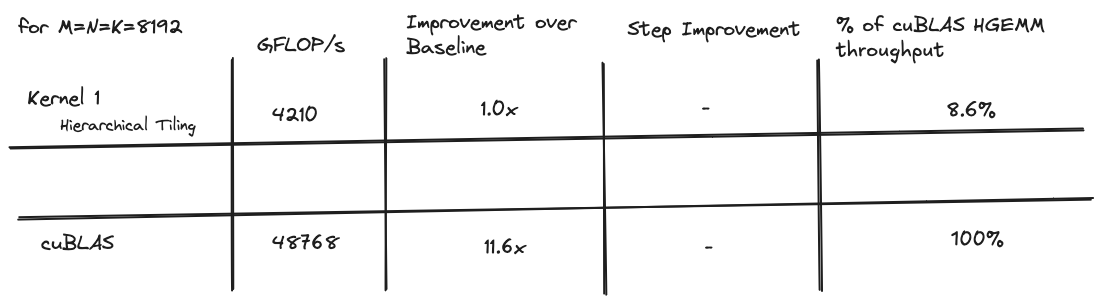 for M=N=K=8192
GFLOP/s
Improvement over
Baseline
Step Improvement
% of cuBLAS HGEMM
throughput
Kernel 1
Hierarchical Tiling
4210
1.0x
-
8.6%
cuBLAS
48768
11.6x
-
100%